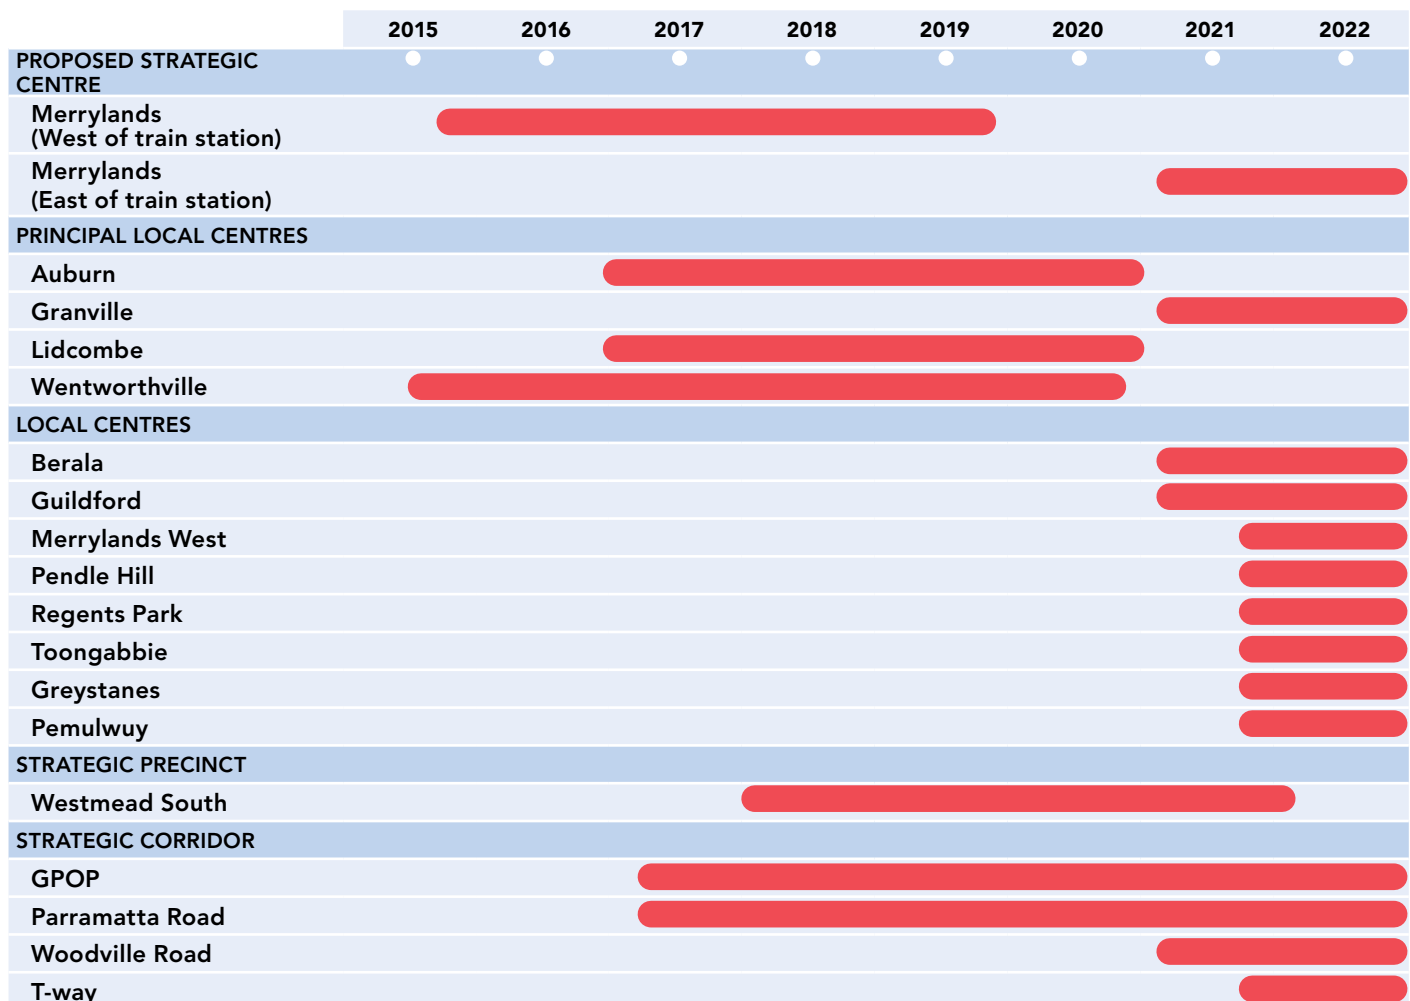 2015 2016 2017 2018 2019 2020 2021 2022
PROPOSED STRATEGIC
CENTRE
Merrylands
(West of train station)
Merrylands
(East of train station)
PRINCIPAL LOCAL CENTRES
Auburn
Granville
Lidcombe
Wentworthville
LOCAL CENTRES
Berala
Guildford
Merrylands West
Pendle Hill
Regents Park
Toongabbie
Greystanes
Pemulwuy
STRATEGIC PRECINCT
Westmead South
STRATEGIC CORRIDOR
GPOP
Parramatta Road
Woodville Road
T-way